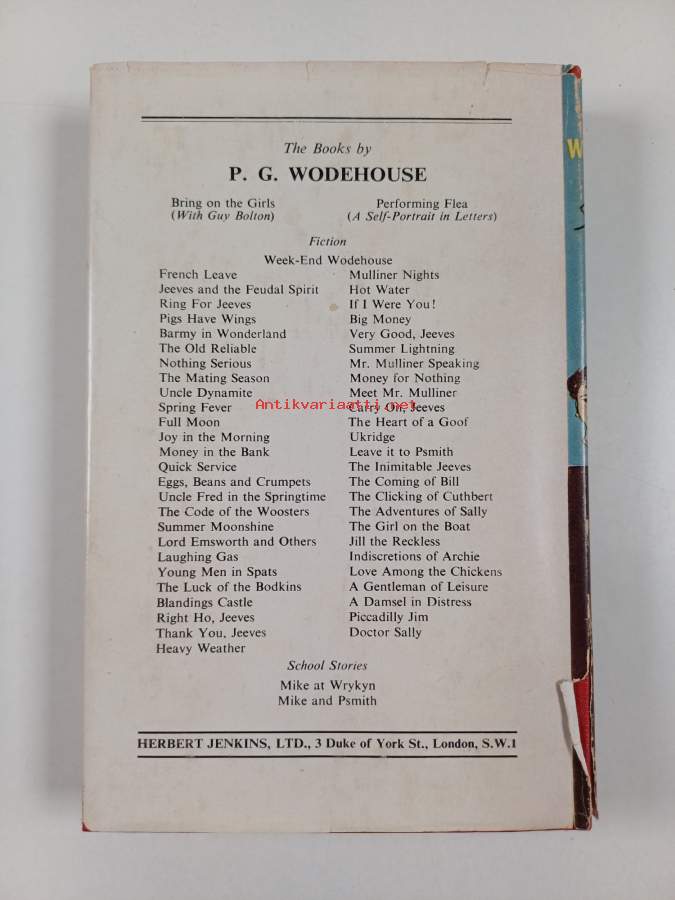 The Books by
P. G. WODEHOUSE
Bring on the Girls
(With Guy Bolton)
Performing Flea
(A Self-Portrait in Letters)
Fiction
Week-End Wodehouse
French Leave
Jeeves and the Feudal Spirit
Ring For Jeeves
Pigs Have Wings
Barmy in Wonderland
The Old Reliable
Nothing Serious
The Mating Season
Uncle Dynamite
Spring Fever
Full Moon
Joy in the Morning
Money in the Bank
Quick Service
Eggs, Beans and Crumpets
Uncle Fred in the Springtime
The Code of the Woosters
Summer Moonshine
Lord Emsworth and Others
Laughing Gas
Young Men in Spats
The Luck of the Bodkins
Blandings Castle
Right Ho, Jeeves
Thank You, Jeeves
Heavy Weather
Mulliner Nights
Hot Water
If I Were You!
Big Money
Very Good, Jeeves
Summer Lightning
Mr. Mulliner Speaking
Money for Nothing
Meet Mr. Mulliner
Carry On, Jeeves
The Heart of a Goof
Ukridge
Leave it to Psmith
The Inimitable Jeeves
The Coming of Bill
The Clicking of Cuthbert
The Adventures of Sally
The Girl on the Boat
Jill the Reckless
Indiscretions of Archie
Love Among the Chickens
A Gentleman of Leisure
A Damsel in Distress
Piccadilly Jim
Doctor Sally
School Stories
Mike at Wrykyn
Mike and Psmith
HERBERT JENKINS, LTD., 3 Duke of York St., London, S.W.1
W
Antikvariaatti.net